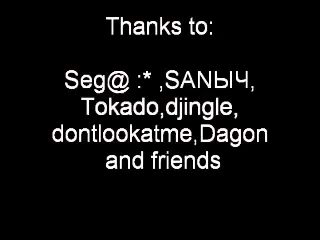 Thanks to:
Seg@ :* ,SANЫЧ,
Tokado,djingle,
dontlookatme,Dagon
and friends